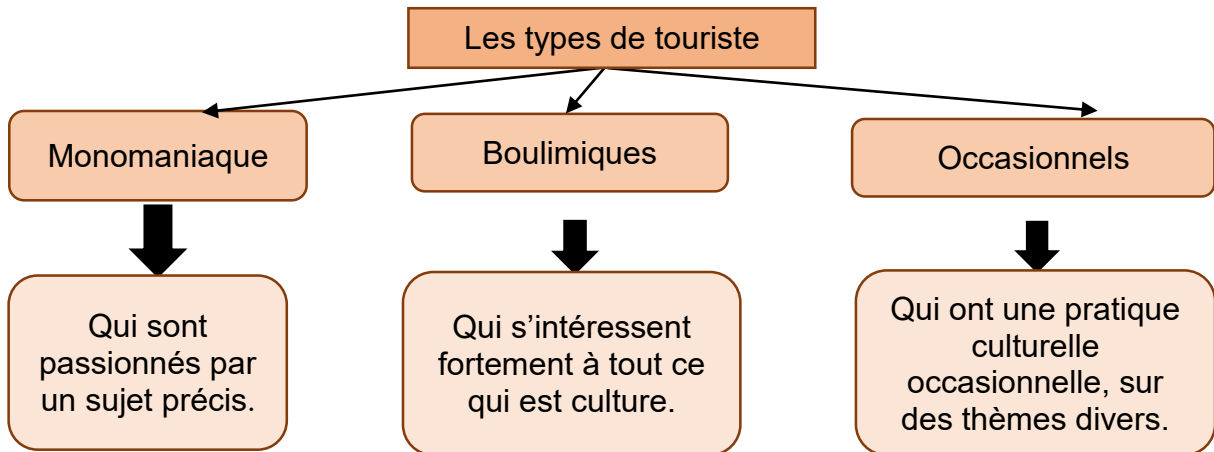 Les types de touriste
Monomaniaque
Boulimiques
Occasionnels
Qui sont
passionnés par
un sujet précis.
Qui s’intéressent
fortement à tout ce
qui est culture.
Qui ont une pratique
culturelle
occasionnelle, sur
des thèmes divers.